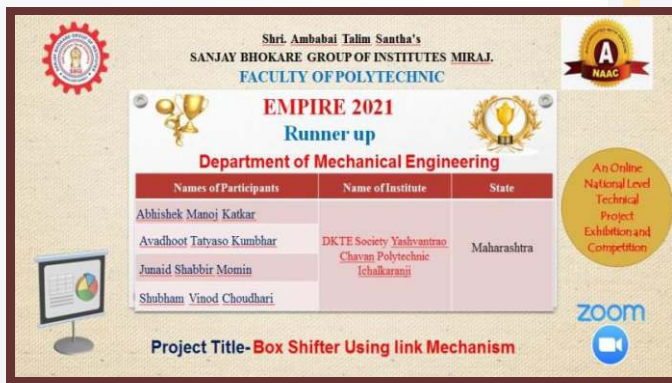 Shri. Ambabai Talim Santha's
SANJAY BHOKARE GROUP OF INSTITUTES MIRAJ.
FACULTY OF POLYTECHNIC
A
NAAC
EMPIRE 2021
Runner up
Department of Mechanical Engineering
Names of Participants Name of Institute State
Abhishek Manoj Katkar
Avadhoot Tatyaso Kumbhar
Junaid Shabbir Momin
Shubham Vinod Choudhari
DKTE Society Yashvantrao
Chavan Polytechnic
Ichalkaranji
Maharashtra
An Online
National Level
Technical
Project
Exhibition and
Competition
zoom
Project Title- Box Shifter Using link Mechanism